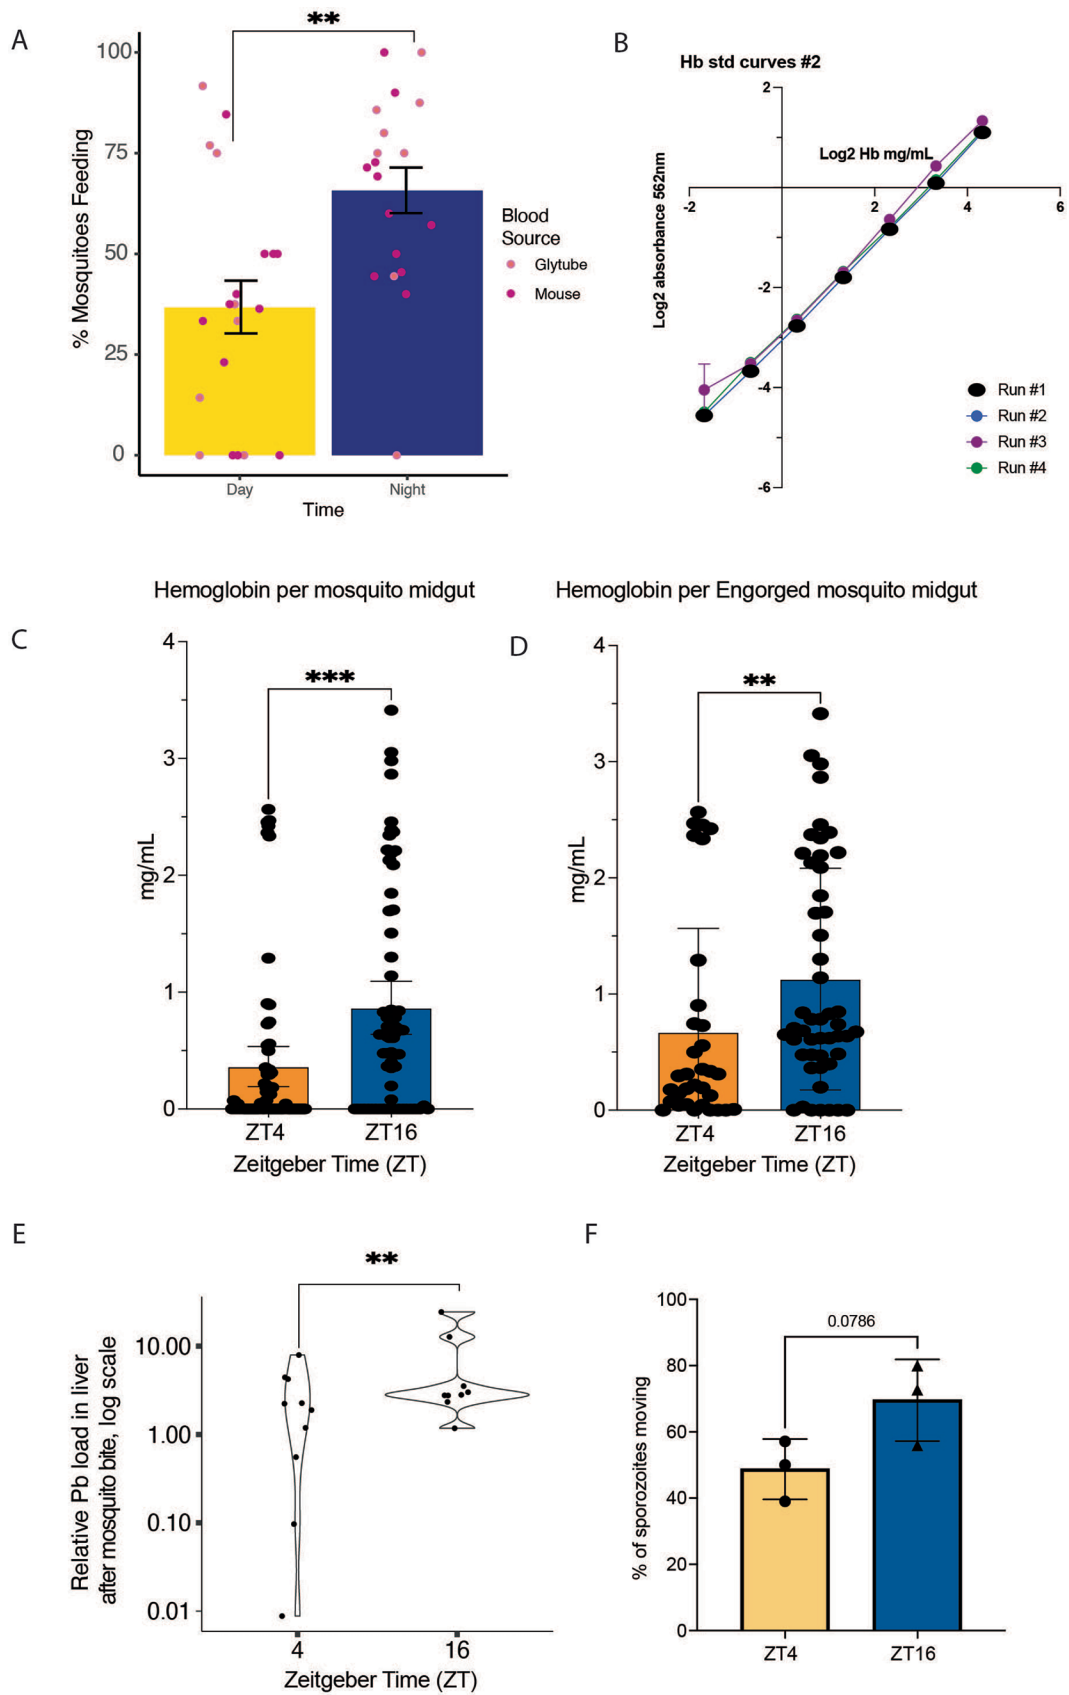 A
**
100
75
50
25
0
% Mosquitoes Feeding
Day
Night
Time
Blood
Source
Glytube
Mouse
B
Hb std curves #2
2
Log2 Hb mg/mL
Log2 absorbance 562nm
-2
2
4
6
-2
-4
-6
Run #1
Run #2
Run #3
Run #4
Hemoglobin per mosquito midgut
C
4
3
2
1
0
mg/mL
***
ZT4
ZT16
Zeitgeber Time (ZT)
Hemoglobin per Engorged mosquito midgut
D
4
3
2
1
0
mg/mL
**
ZT4
ZT16
Zeitgeber Time (ZT)
E
**
Relative Pb load in liver
after mosquito bite, log scale
10.00
1.00
0.10
0.01
4
16
Zeitgeber Time (ZT)
F
100
80
60
40
20
0
% of sporozoites moving
0.0786
ZT4
ZT16